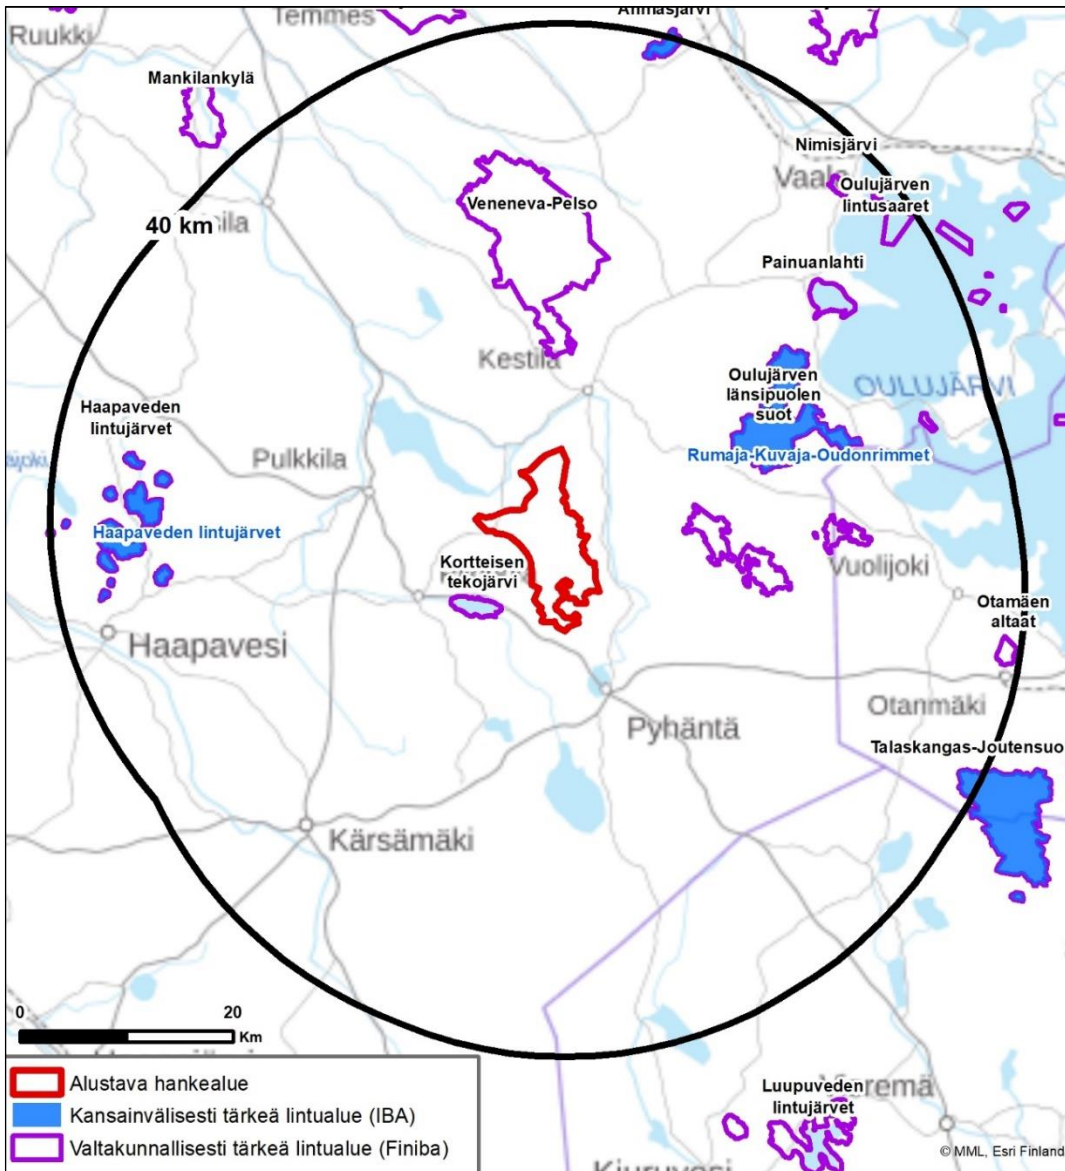 Ruukki
Temmes
Ahmasjärvi
Mankilankylä
Nimisjärvi
Vaala
Oulujärven
lintusaaret
Veneneva-Pelso
40 km
Painuanlahti
Kestilä
Oulujärven
länsipuolen
suot
OULUJÄRVI
Rumaja-Kuvaja-Oudonrimmet
Haapaveden
lintujärvet
Pulkkila
Haapaveden lintujärvet
Kortteisen
tekojärvi
Vuolijoki
Otamäen
altaat
Haapavesi
Otanmäki
Pyhäntä
Talaskangas-Joutensuo
Kärsämäki
0 20
Km
Luupuveden
lintujärvet
Vieremä
Kiuruvesi
Alustava hankealue
Kansainvälisesti tärkeä lintualue (IBA)
Valtakunnallisesti tärkeä lintualue (Finiba)
© MML, Esri Finland